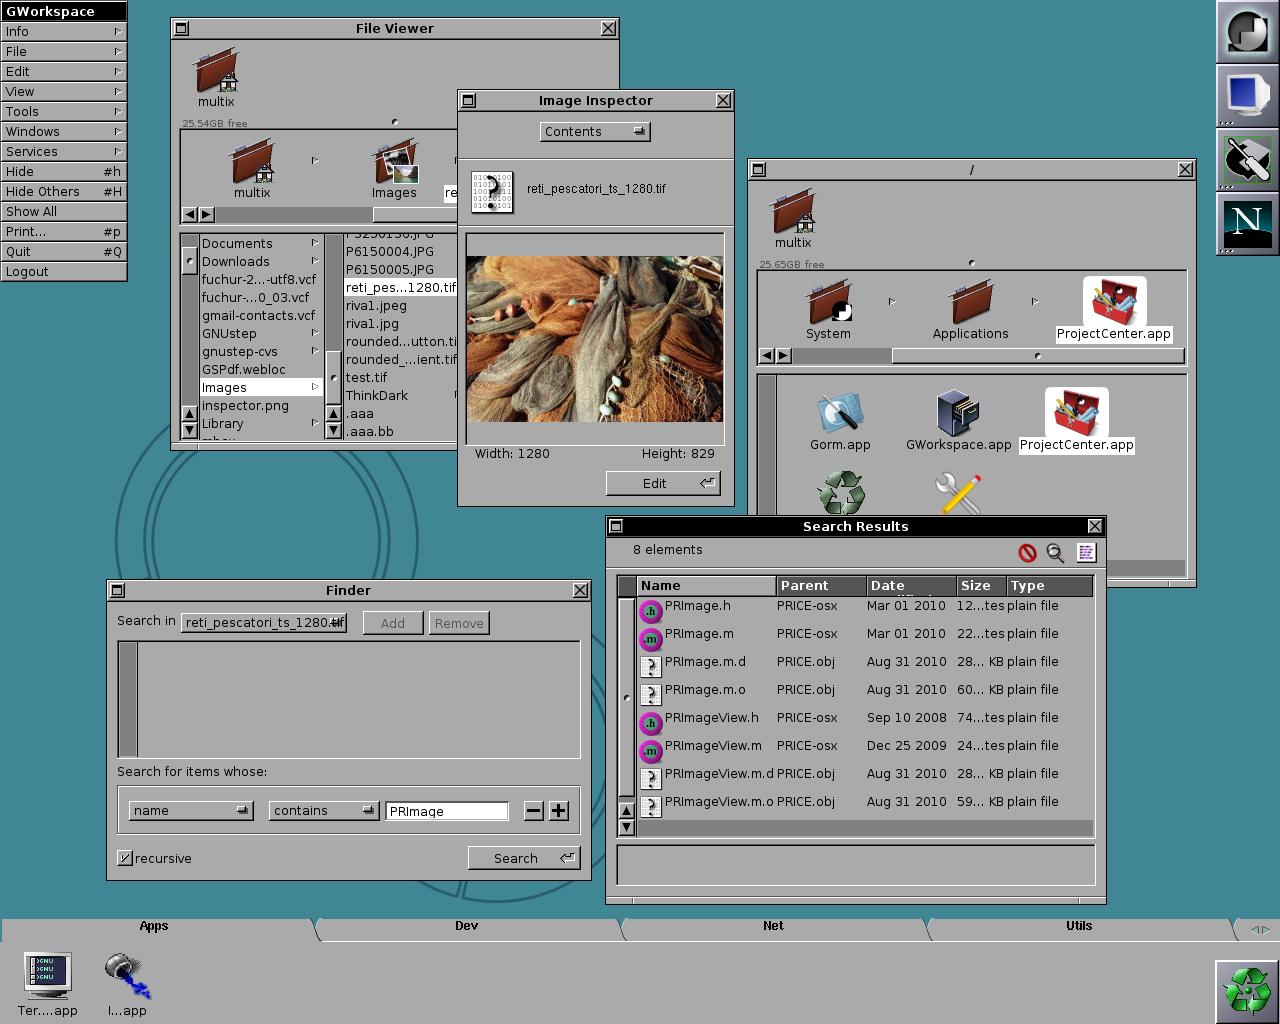 GWorkspace
Info
File
Edit
View
Tools
Windows
Services
Hide #h
Hide Others #H
Show All
Print... #p
Quit #Q
Logout
File Viewer
multix
25.54GB free
multix
Images
re
Documents
Downloads
fuchur-2...-utf8.vcf
fuchur-...0_03.vcf
gmail-contacts.vcf
GNUstep
gnustep-cvs
GSPdf.webloc
Images
inspector.png
Library
P6150004.JPG
P6150005.JPG
reti_pes...1280.tif
riva1.jpeg
riva1.jpg
rounded...utton.ti
rounded_...ient.tif
test.tif
ThinkDark
.aaa
.aaa.bb
Image Inspector
Contents
reti_pescatori_ts_1280.tif
Width: 1280 Height: 829
Edit
/
multix
25.65GB free
System
Applications
ProjectCenter.app
Gorm.app
GWorkspace.app
ProjectCenter.app
N
Finder
Search in reti_pescatori_ts_1280.tif Add Remove
Search for items whose:
name contains PRImage
recursive Search
Search Results
8 elements
Name Parent Date Size Type
PRImage.h PRICE-osx Mar 01 2010 12...tes plain file
PRImage.m PRICE-osx Mar 01 2010 22...tes plain file
PRImage.m.d PRICE.obj Aug 31 2010 28... KB plain file
PRImage.m.o PRICE.obj Aug 31 2010 60... KB plain file
PRImageView.h PRICE-osx Sep 10 2008 74...tes plain file
PRImageView.m PRICE-osx Dec 25 2009 24...tes plain file
PRImageView.m.d PRICE.obj Aug 31 2010 28... KB plain file
PRImageView.m.o PRICE.obj Aug 31 2010 59... KB plain file
Apps Dev Net Utils
Ter....app
I...app